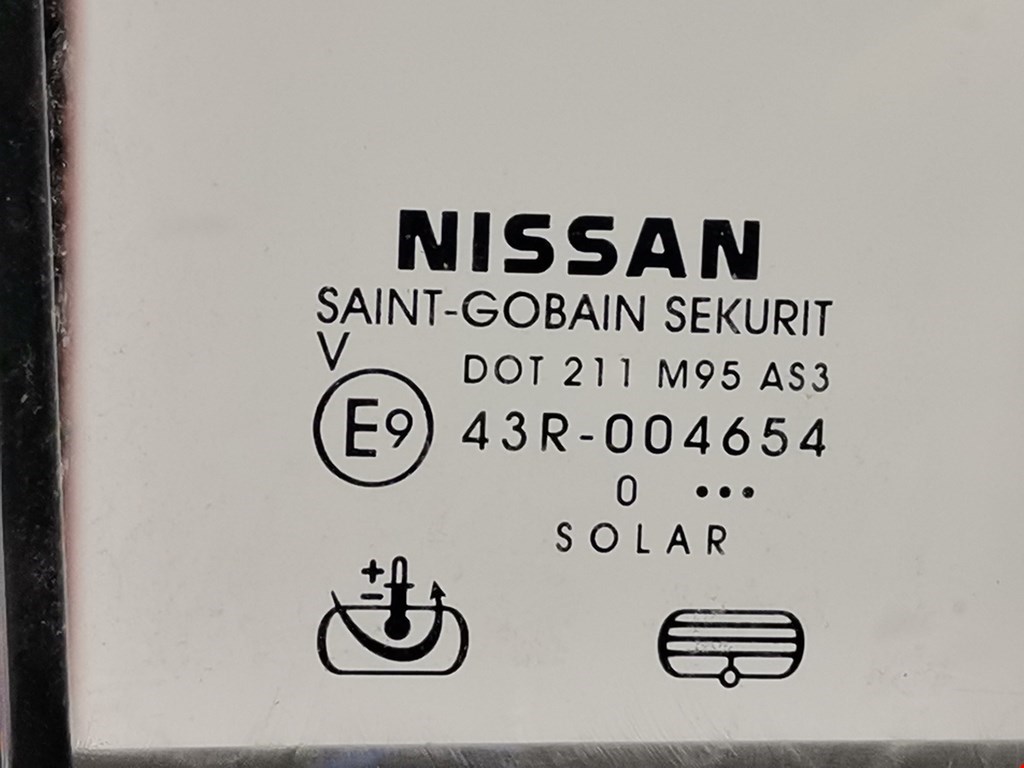 NISSAN
SAINT-GOBAIN SEKURIT
V
DOT 211 M95 AS3
E9 43R-004654
0 •••
SOLAR
+
−